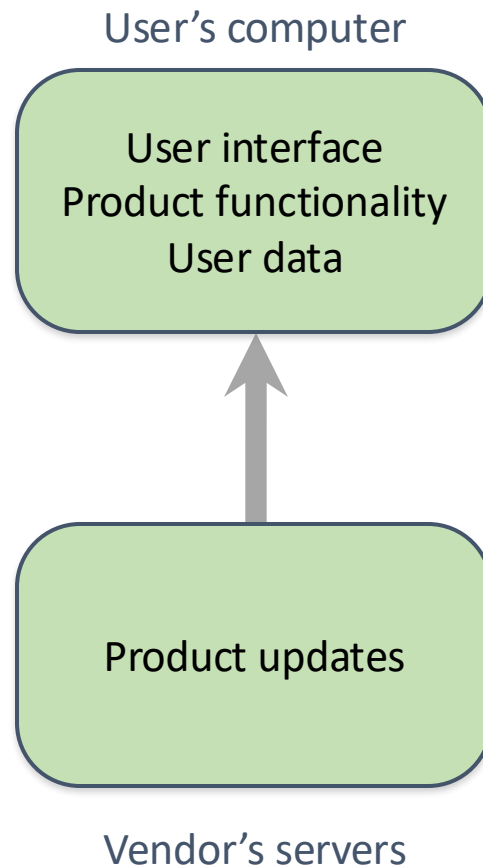 User’s computer
User interface
Product functionality
User data
Product updates
Vendor’s servers